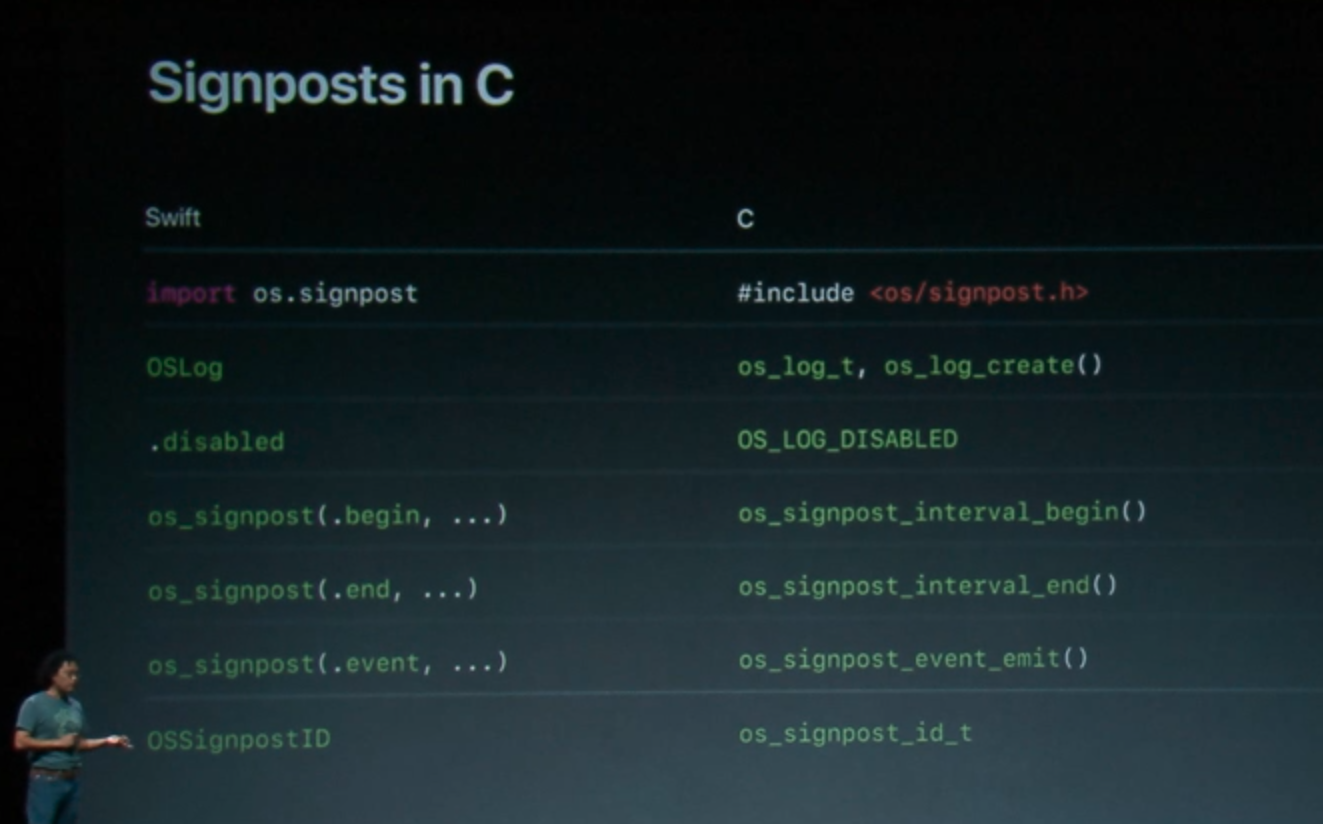 Signposts in C
Swift C
import os.signpost #include <os/signpost.h>
OSLog os_log_t, os_log_create()
.disabled OS_LOG_DISABLED
os_signpost(.begin, ...) os_signpost_interval_begin()
os_signpost(.end, ...) os_signpost_interval_end()
os_signpost(.event, ...) os_signpost_event_emit()
OSSignpostID os_signpost_id_t